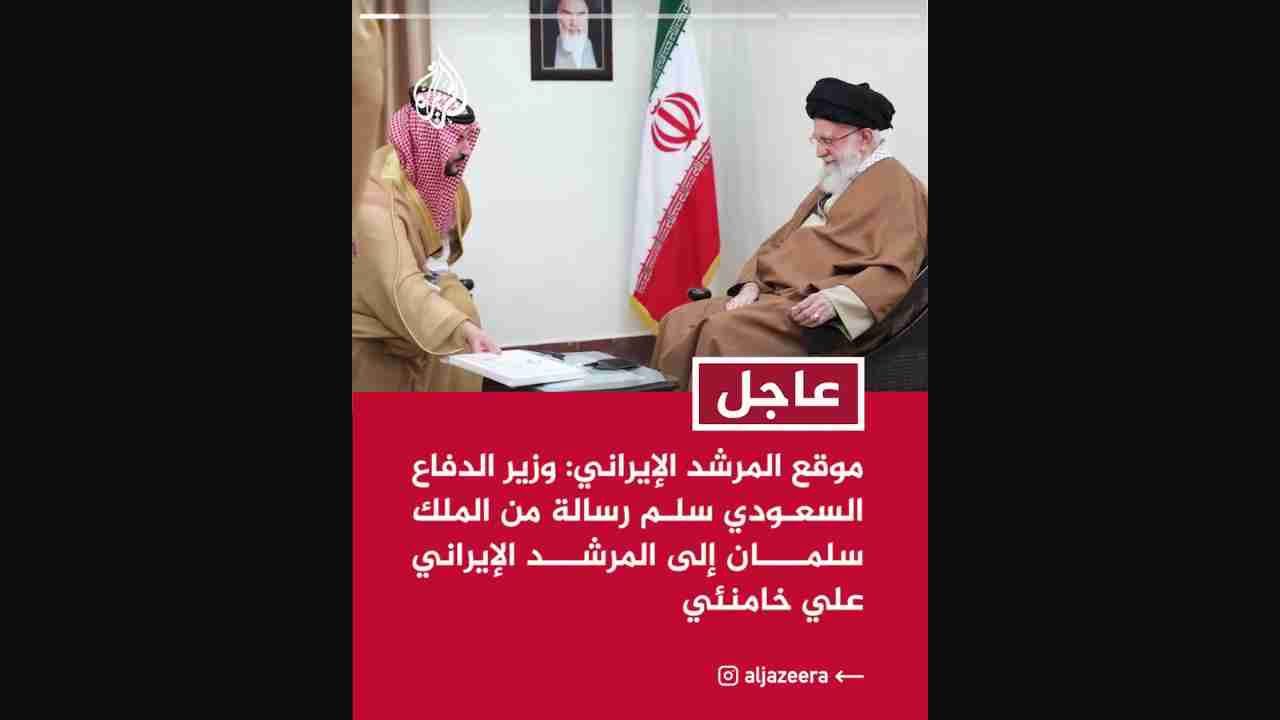 عاجل
موقع المرشد الإيراني: وزير الدفاع
السعودي سلم رسالة من الملك
سلمان إلى المرشد الإيراني
علي خامنئي
aljazeera